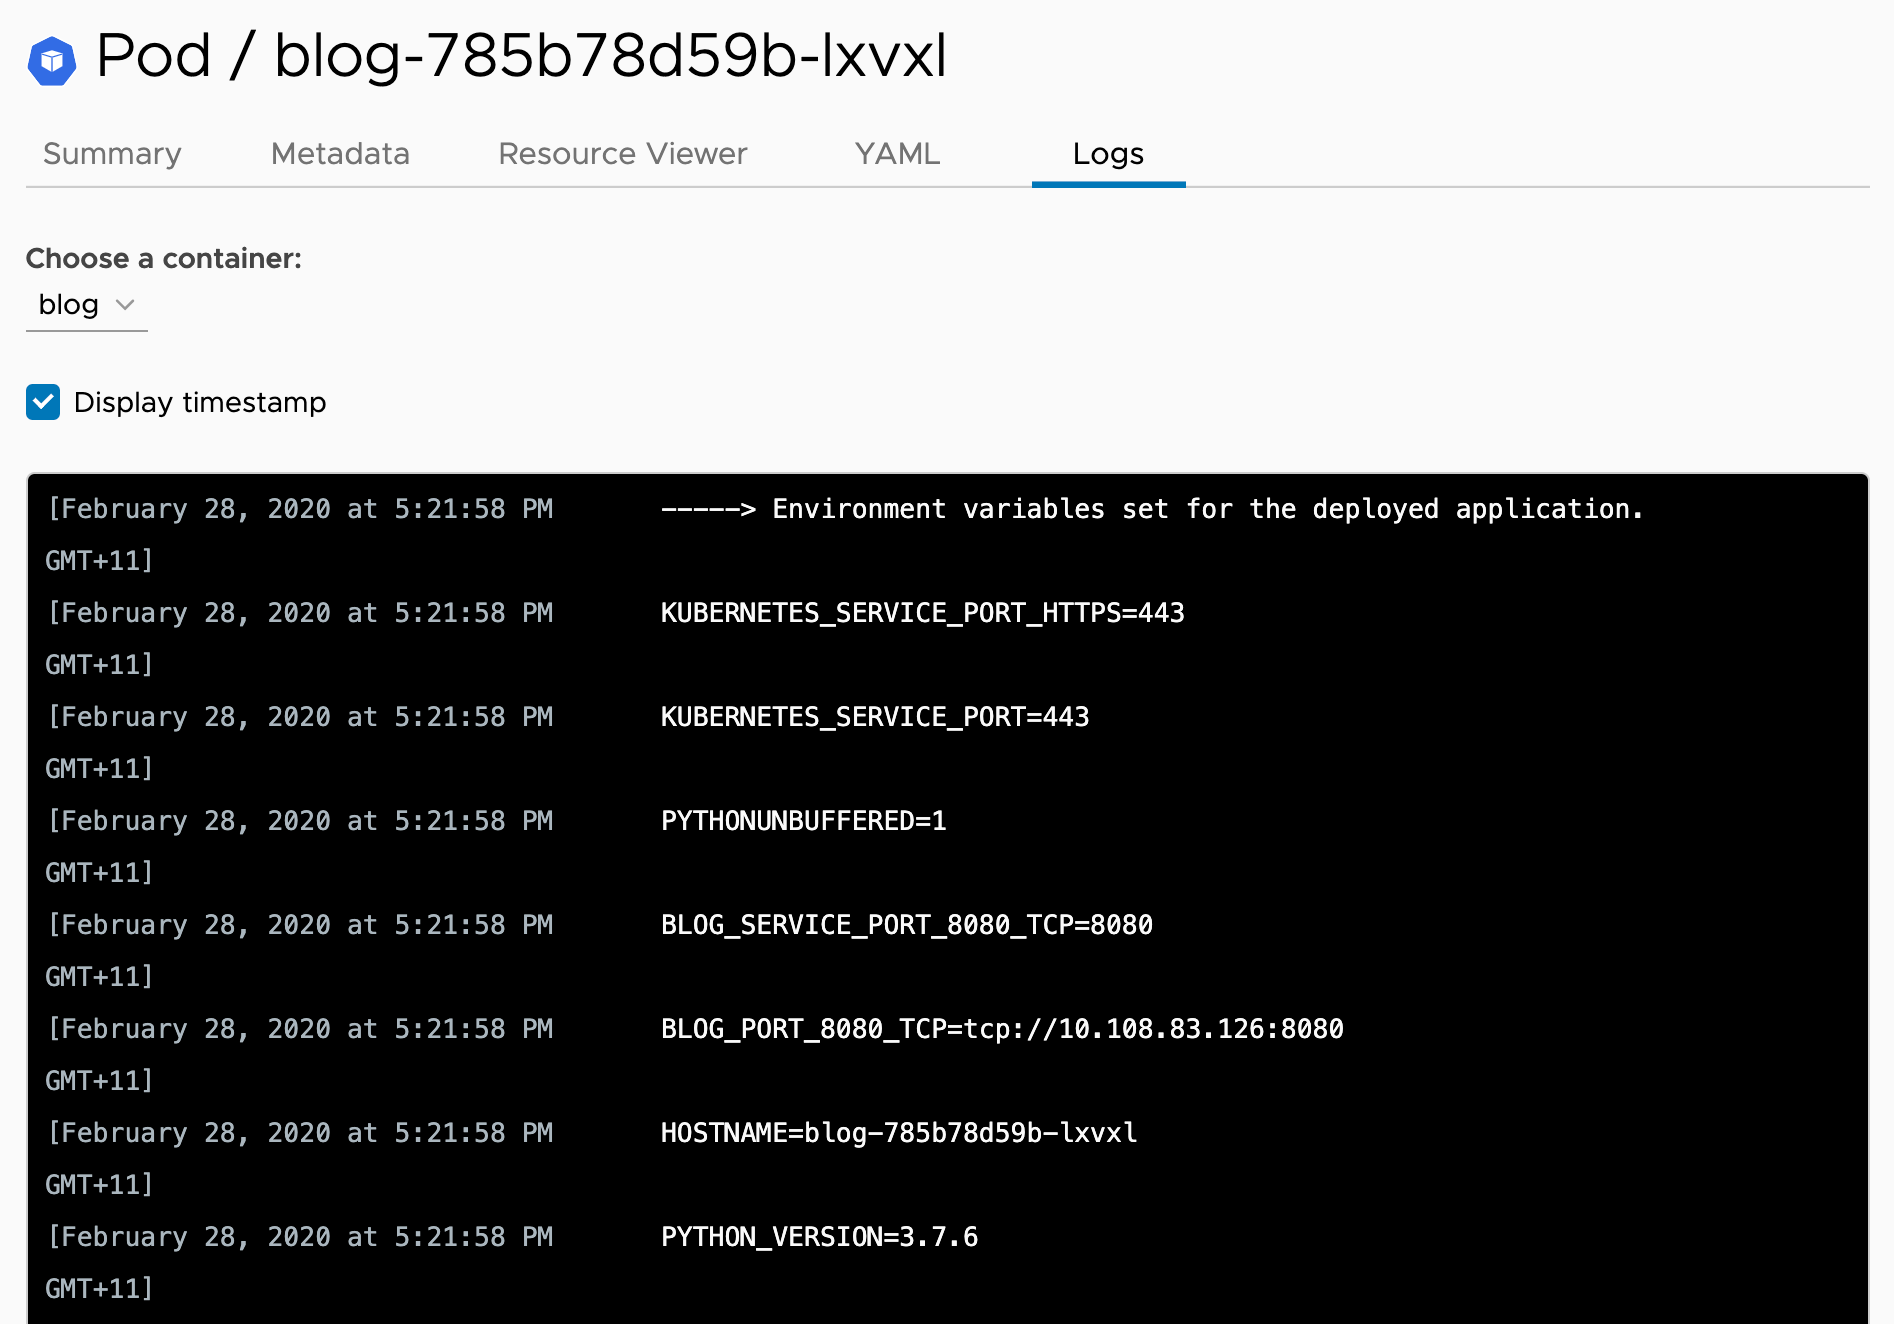 Pod / blog-785b78d59b-lxvxl
Summary Metadata Resource Viewer YAML Logs
Choose a container:
blog
Display timestamp
[February 28, 2020 at 5:21:58 PM -----> Environment variables set for the deployed application.
GMT+11]
[February 28, 2020 at 5:21:58 PM KUBERNETES_SERVICE_PORT_HTTPS=443
GMT+11]
[February 28, 2020 at 5:21:58 PM KUBERNETES_SERVICE_PORT=443
GMT+11]
[February 28, 2020 at 5:21:58 PM PYTHONUNBUFFERED=1
GMT+11]
[February 28, 2020 at 5:21:58 PM BLOG_SERVICE_PORT_8080_TCP=8080
GMT+11]
[February 28, 2020 at 5:21:58 PM BLOG_PORT_8080_TCP=tcp://10.108.83.126:8080
GMT+11]
[February 28, 2020 at 5:21:58 PM HOSTNAME=blog-785b78d59b-lxvxl
GMT+11]
[February 28, 2020 at 5:21:58 PM PYTHON_VERSION=3.7.6
GMT+11]